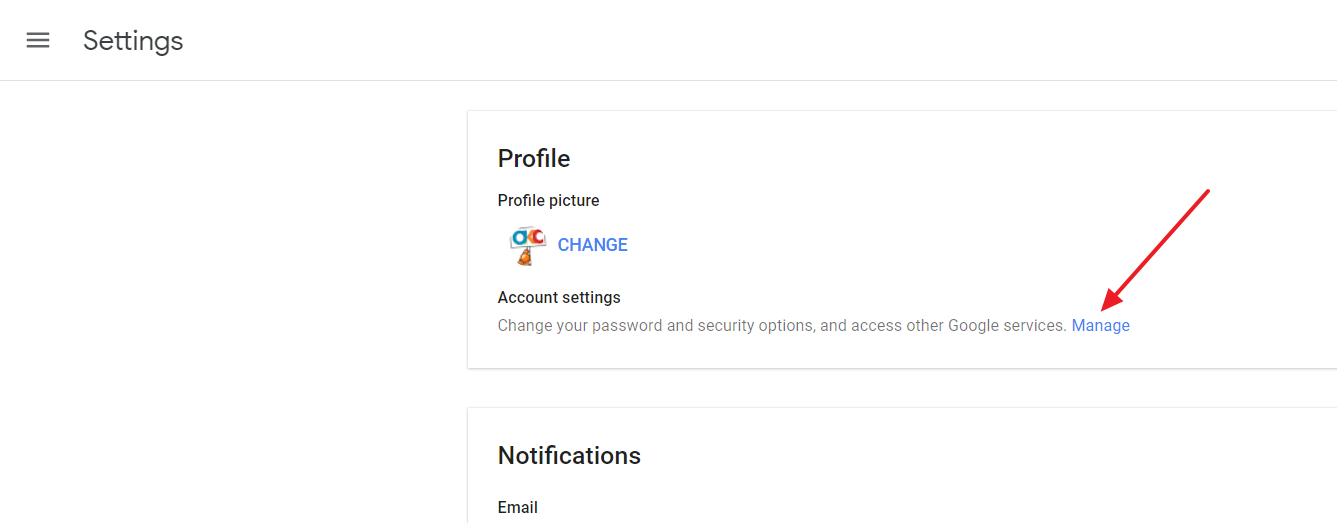 Settings
Profile
Profile picture
CHANGE
Account settings
Change your password and security options, and access other Google services. Manage
Notifications
Email